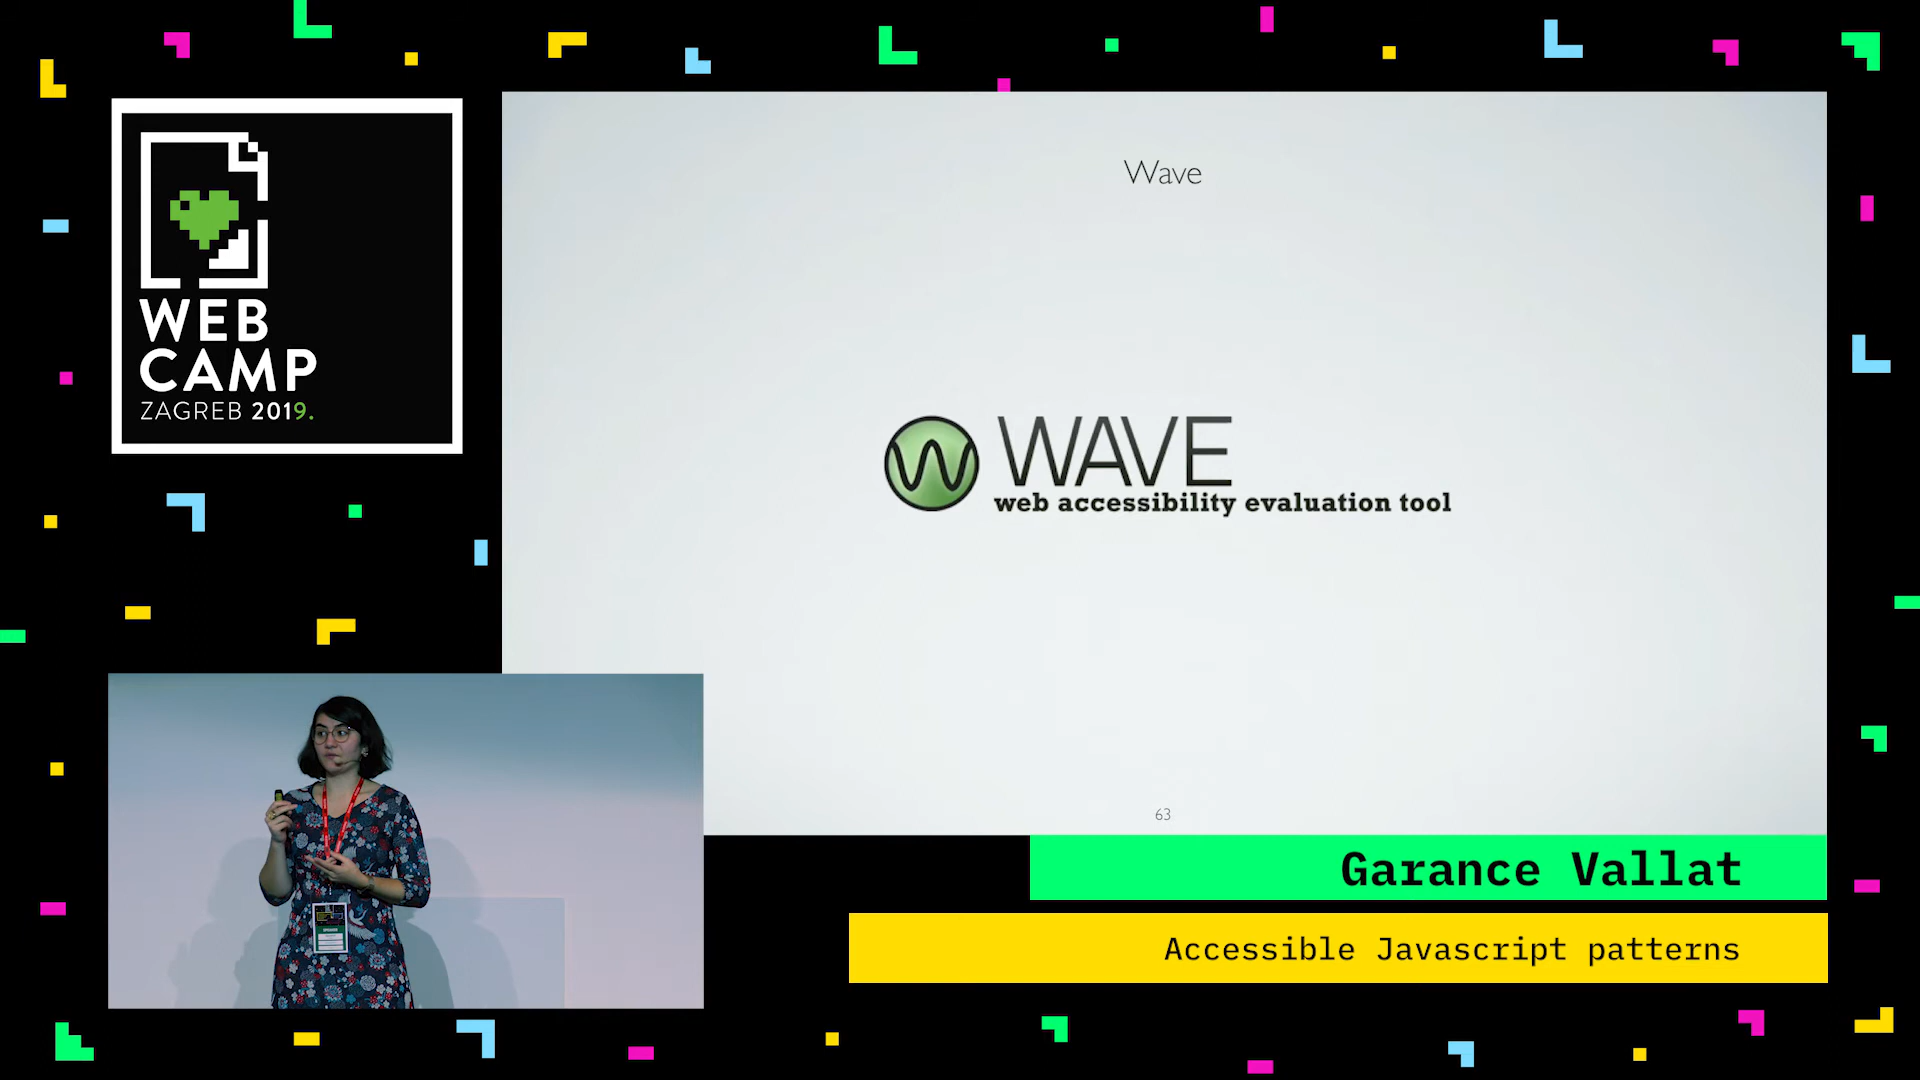 WEB
CAMP
ZAGREB 2019.
Wave
WAVE
web accessibility evaluation tool
63
Garance Vallat
Accessible Javascript patterns